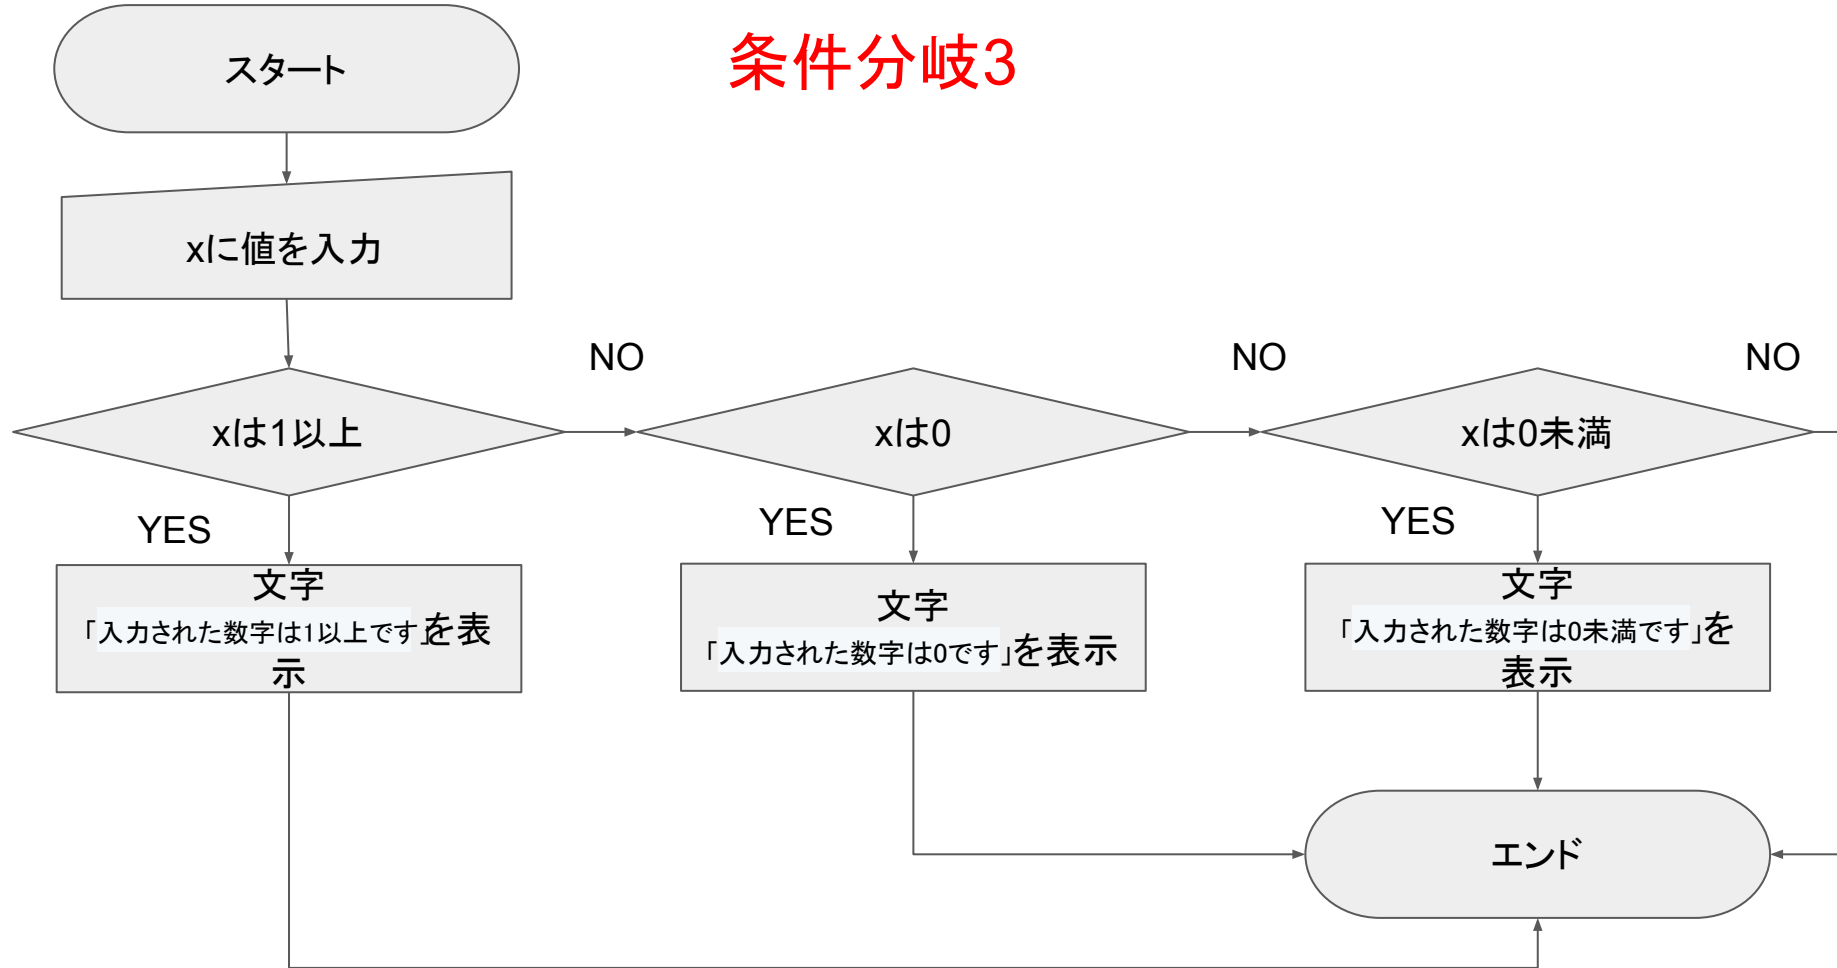 スタート
条件分岐3
xに値を入力
NO
NO
NO
xは1以上
xは0
xは0未満
YES
YES
YES
文字
「入力された数字は1以上です」を表
示
文字
「入力された数字は0です」を表示
文字
「入力された数字は0未満です」を
表示
エンド